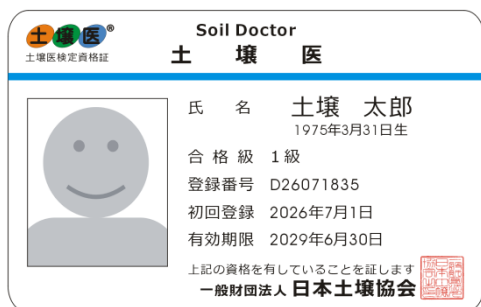 土壌医®
土壌医検定資格証
Soil Doctor
土壌医
氏名 土壌 太郎
1975年3月31日生
合格級 1級
登録番号 D26071835
初回登録 2026年7月1日
有効期限 2029年6月30日
上記の資格を有していることを証します
一般財団法人 日本土壌協会